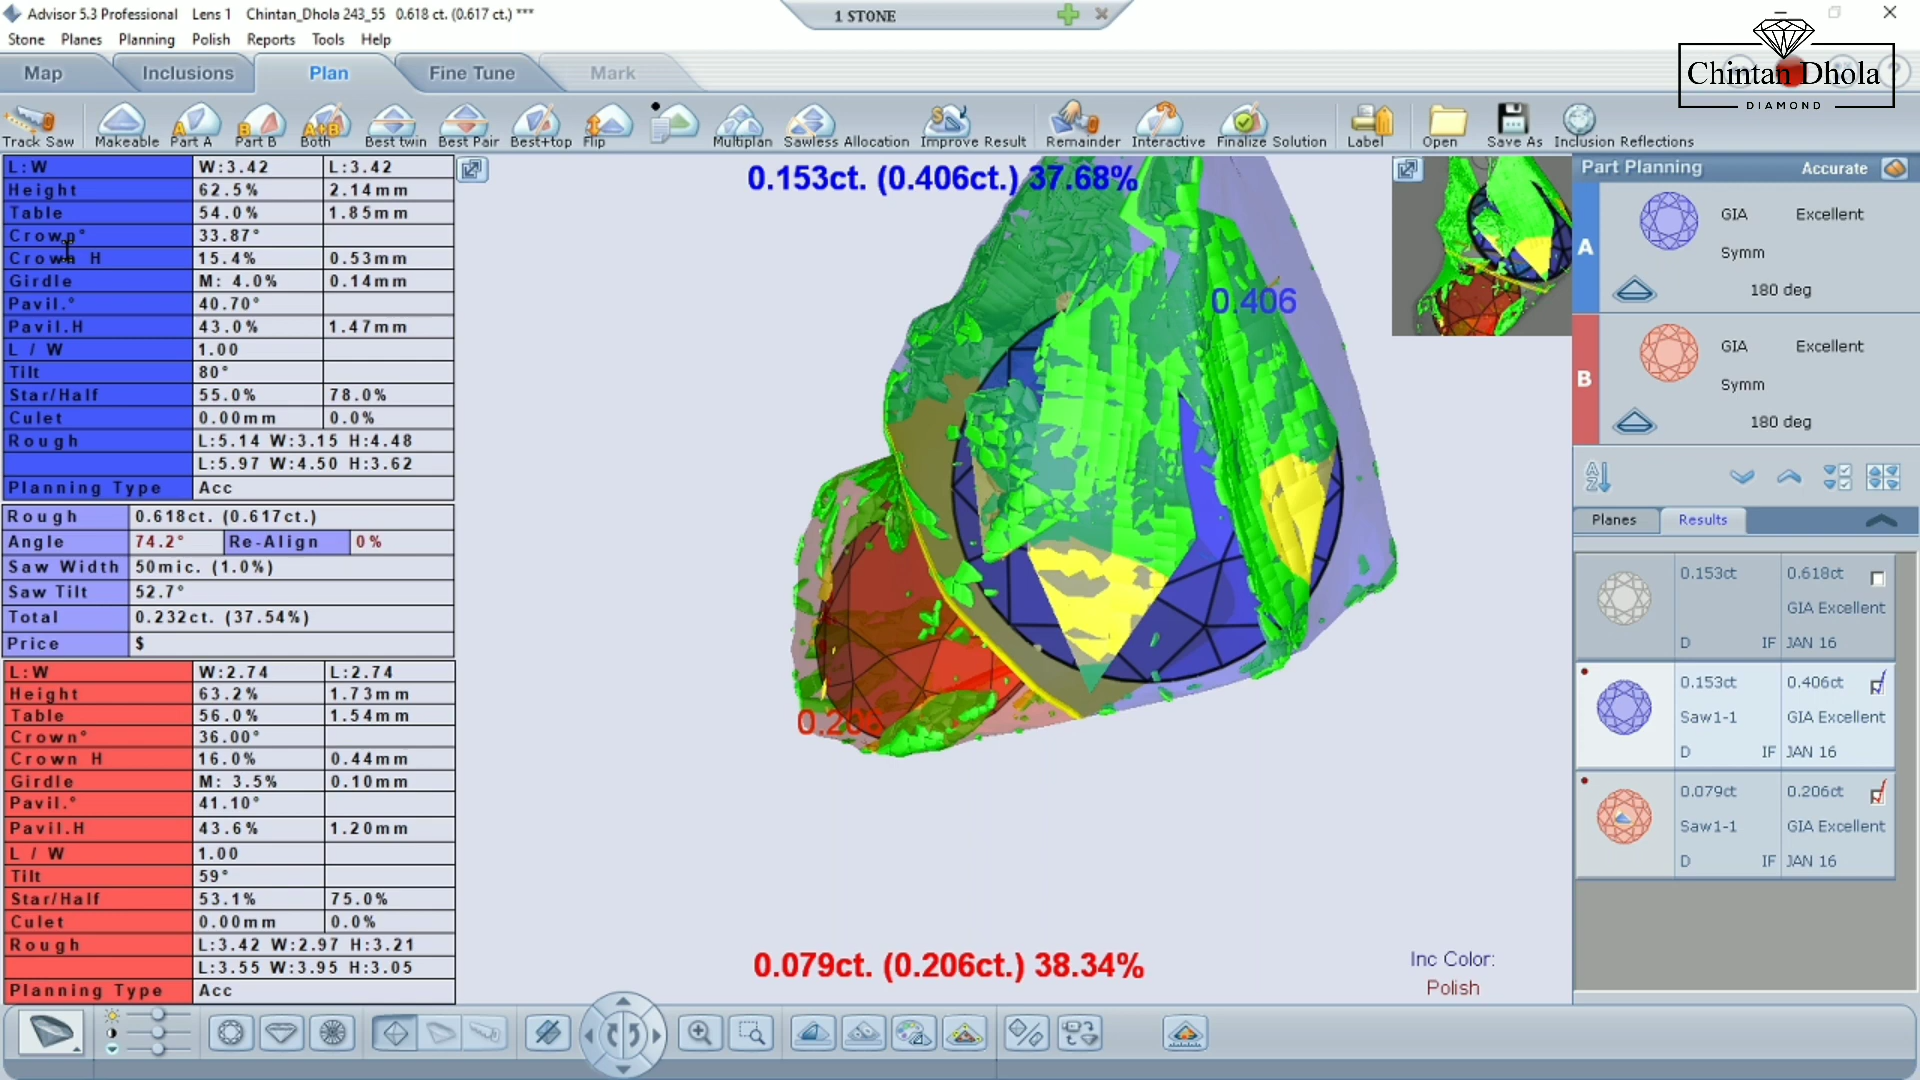 Advisor 5.3 Professional Lens 1 Chintan_Dhola 243_55 0.618 ct. (0.617 ct.) ***
1 STONE
Stone Planes Planning Polish Reports Tools Help
Chintan Dhola
DIAMOND
Map Inclusions Plan Fine Tune Mark
Track Saw Makeable Part A Part B Both Best twin Best Pair Best+top Flip Multiplan Sawless Allocation Improve Result Remainder Interactive Finalize Solution Label Open Save As Inclusion Reflections
L:W W:3.42 L:3.42
Height 62.5% 2.14mm
Table 54.0% 1.85mm
Crown° 33.87°
Crown H 15.4% 0.53mm
Girdle M: 4.0% 0.14mm
Pavil.° 40.70°
Pavil.H 43.0% 1.47mm
L / W 1.00
Tilt 80°
Star/Half 55.0% 78.0%
Culet 0.00mm 0.0%
Rough L:5.14 W:3.15 H:4.48
L:5.97 W:4.50 H:3.62
Planning Type Acc
Rough 0.618ct. (0.617ct.)
Angle 74.2° Re-Align 0%
Saw Width 50mic. (1.0%)
Saw Tilt 52.7°
Total 0.232ct. (37.54%)
Price $
L:W W:2.74 L:2.74
Height 63.2% 1.73mm
Table 56.0% 1.54mm
Crown° 36.00°
Crown H 16.0% 0.44mm
Girdle M: 3.5% 0.10mm
Pavil.° 41.10°
Pavil.H 43.6% 1.20mm
L / W 1.00
Tilt 59°
Star/Half 53.1% 75.0%
Culet 0.00mm 0.0%
Rough L:3.42 W:2.97 H:3.21
L:3.55 W:3.95 H:3.05
Planning Type Acc
0.153ct. (0.406ct.) 37.68%
0.406
0.079ct. (0.206ct.) 38.34%
Inc Color:
Polish
Part Planning Accurate
A
GIA Excellent
Symm
180 deg
B
GIA Excellent
Symm
180 deg
Planes Results
0.153ct 0.618ct
GIA Excellent
D IF JAN 16
0.153ct 0.406ct
Saw1-1 GIA Excellent
D IF JAN 16
0.079ct 0.206ct
Saw1-1 GIA Excellent
D IF JAN 16